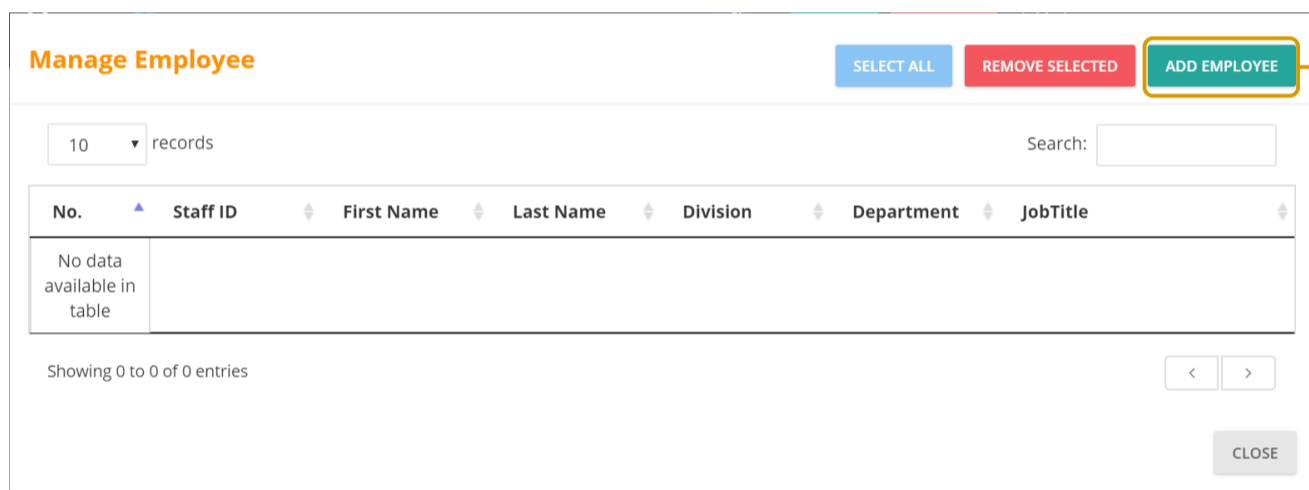 Manage Employee
SELECT ALL
REMOVE SELECTED
ADD EMPLOYEE
10 records
Search:
No. Staff ID First Name Last Name Division Department JobTitle
No data
available in
table
Showing 0 to 0 of 0 entries
CLOSE